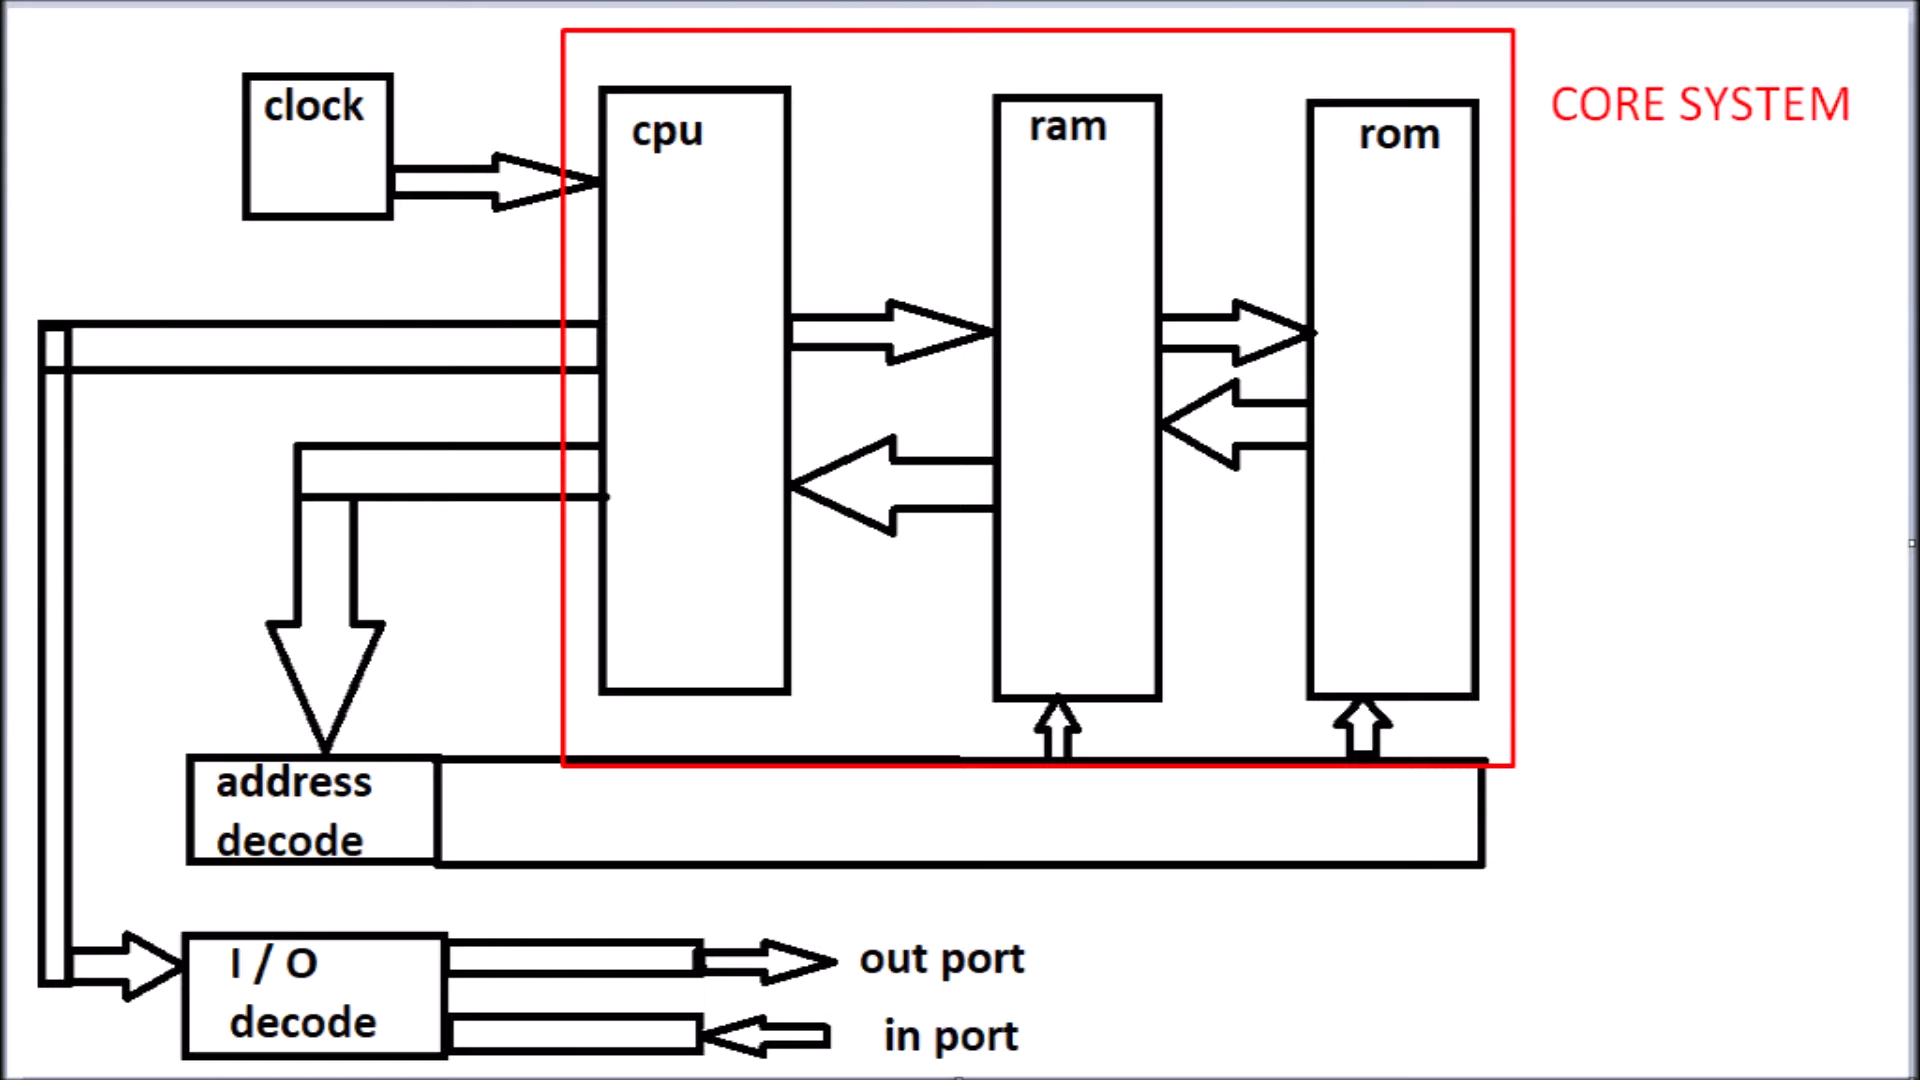 clock
cpu
ram
rom
CORE SYSTEM
address
decode
I / O
decode
out port
in port